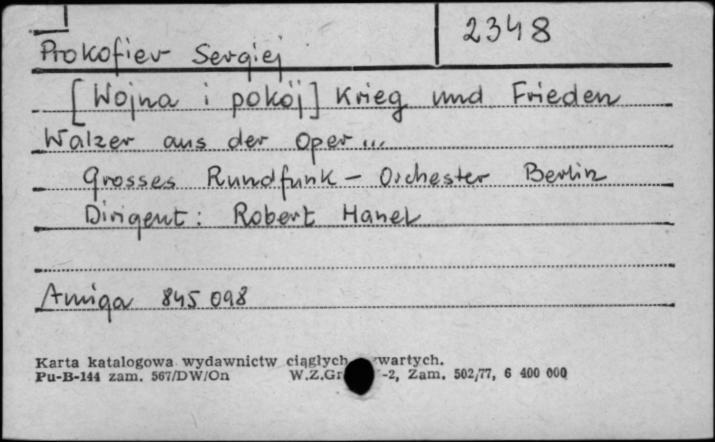 2348
Prokofiev Sergiej
[Wojna i pokój] Krieg und Frieden
Walzer aus der Oper...
Grosses Rundfunk - Orchester Berlin
Dirigent: Robert Hanel
Amiga 845 098
Karta katalogowa wydawnictw ciągłych wartych.
Pu-B-144 zam. 567/DW/On W.Z.Gr -2, Zam. 502/77, 6 400 000